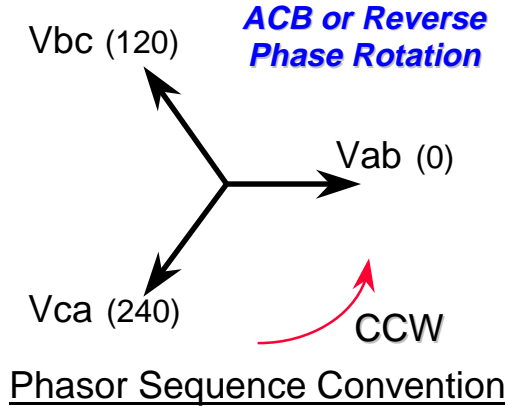 ACB or Reverse
Phase Rotation
Vbc (120)
Vab (0)
Vca (240)
CCW
Phasor Sequence Convention